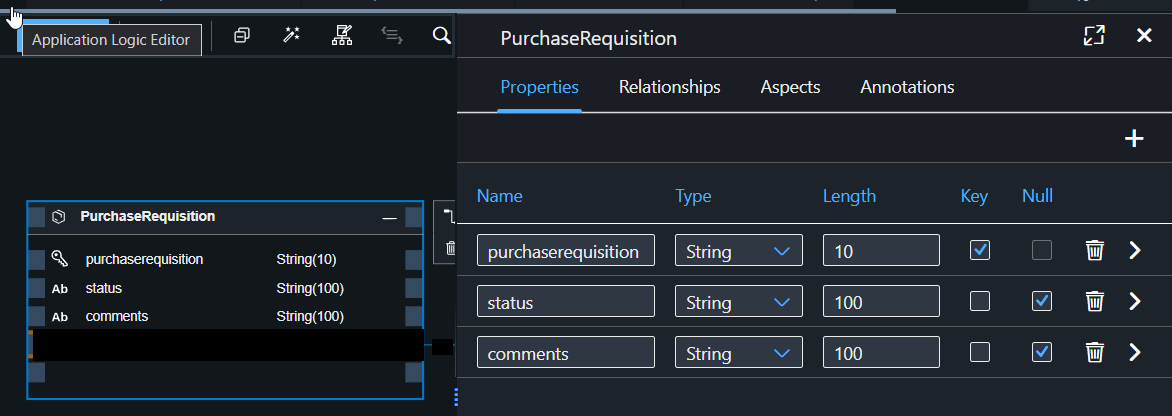 Application Logic Editor
PurchaseRequisition
Properties Relationships Aspects Annotations
Name Type Length Key Null
purchaserequisition String 10
status String 100
comments String 100
PurchaseRequisition
purchaserequisition String(10)
Ab status String(100)
Ab comments String(100)